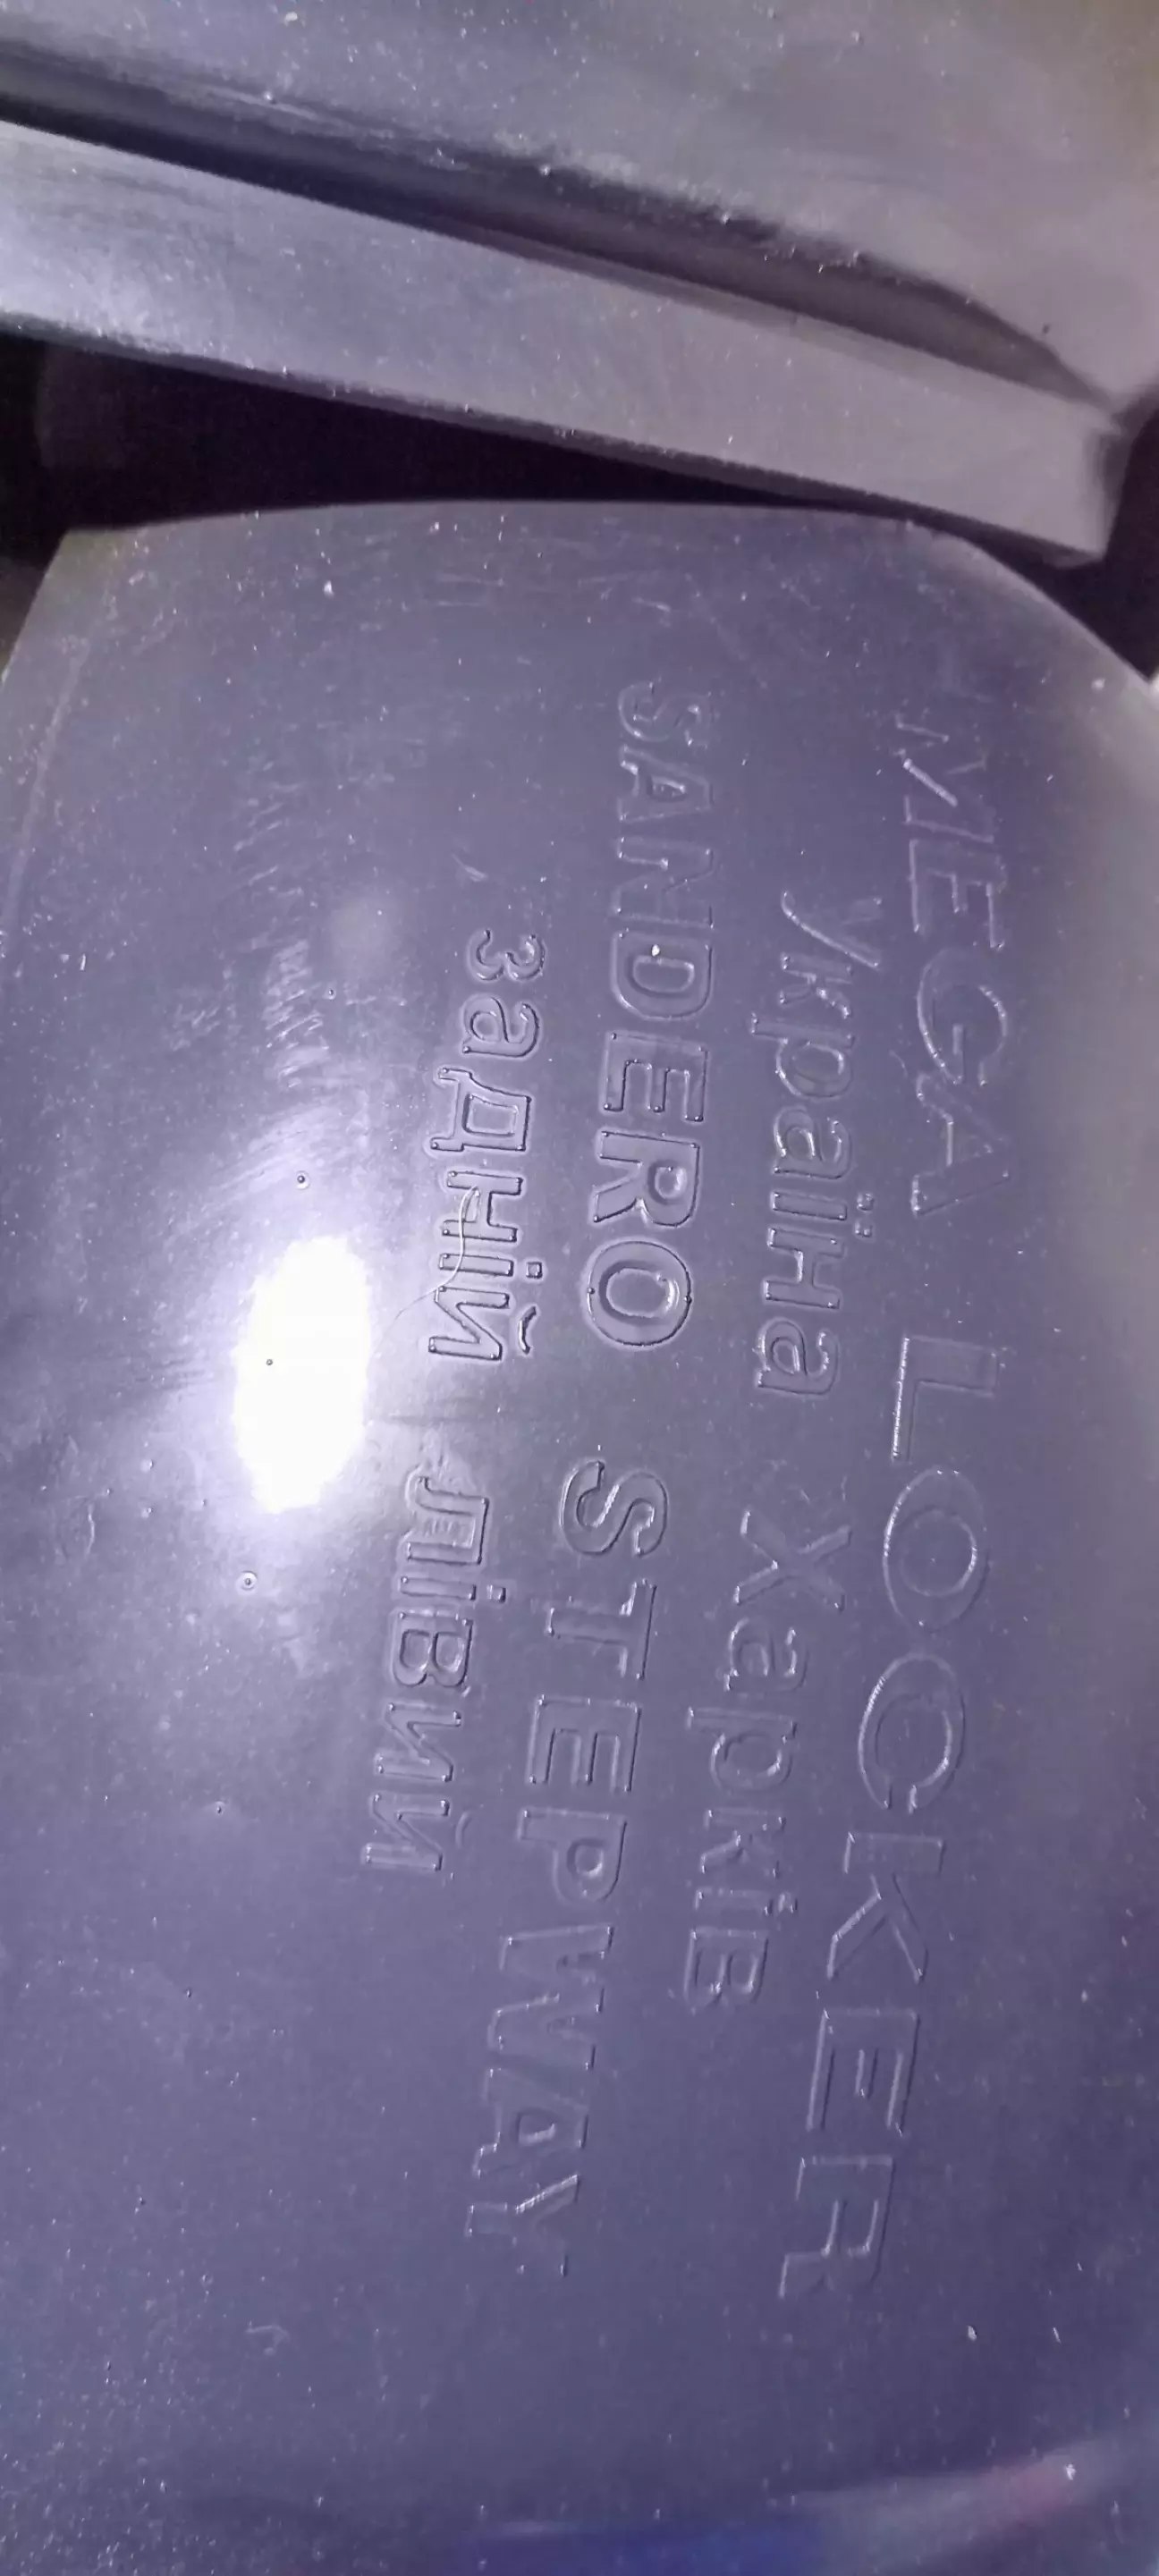 MEGA LOCKER
Україна Харків
SANDERO STEPWAY
задній лівий